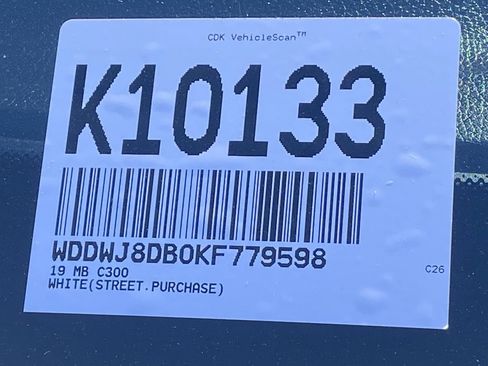 CDK VehicleScan™
K10133
WDDWJ8DB0KF779598
19 MB C300
C26
WHITE(STREET.PURCHASE)